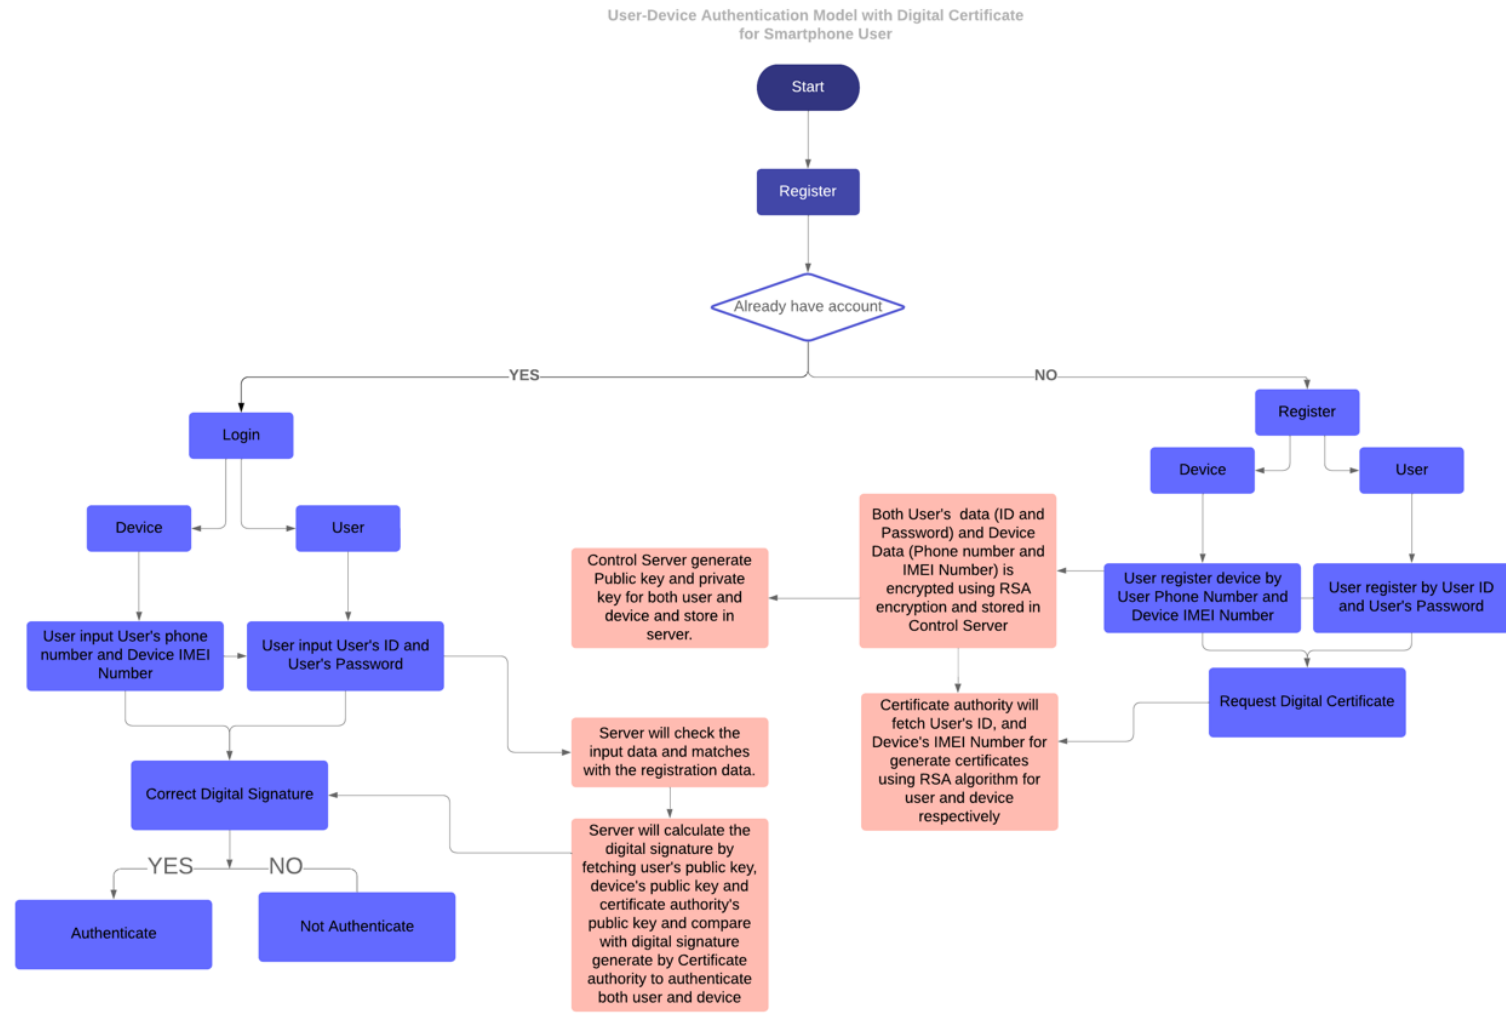 User-Device Authentication Model with Digital Certificate
for Smartphone User
Start
Register
Already have account
YES
NO
Login
Device
User
User input User's phone
number and Device IMEI
Number
User input User's ID and
User's Password
Correct Digital Signature
YES
NO
Authenticate
Not Authenticate
Control Server generate
Public key and private
key for both user and
device and store in
server.
Server will check the
input data and matches
with the registration data.
Server will calculate the
digital signature by
fetching user's public key,
device's public key and
certificate authority's
public key and compare
with digital signature
generate by Certificate
authority to authenticate
both user and device
Both User's  data (ID and
Password) and Device
Data (Phone number and
IMEI Number) is
encrypted using RSA
encryption and stored in
Control Server
Certificate authority will
fetch User's ID, and
Device's IMEI Number for
generate certificates
using RSA algorithm for
user and device
respectively
Register
Device
User
User register device by
User Phone Number and
Device IMEI Number
User register by User ID
and User's Password
Request Digital Certificate